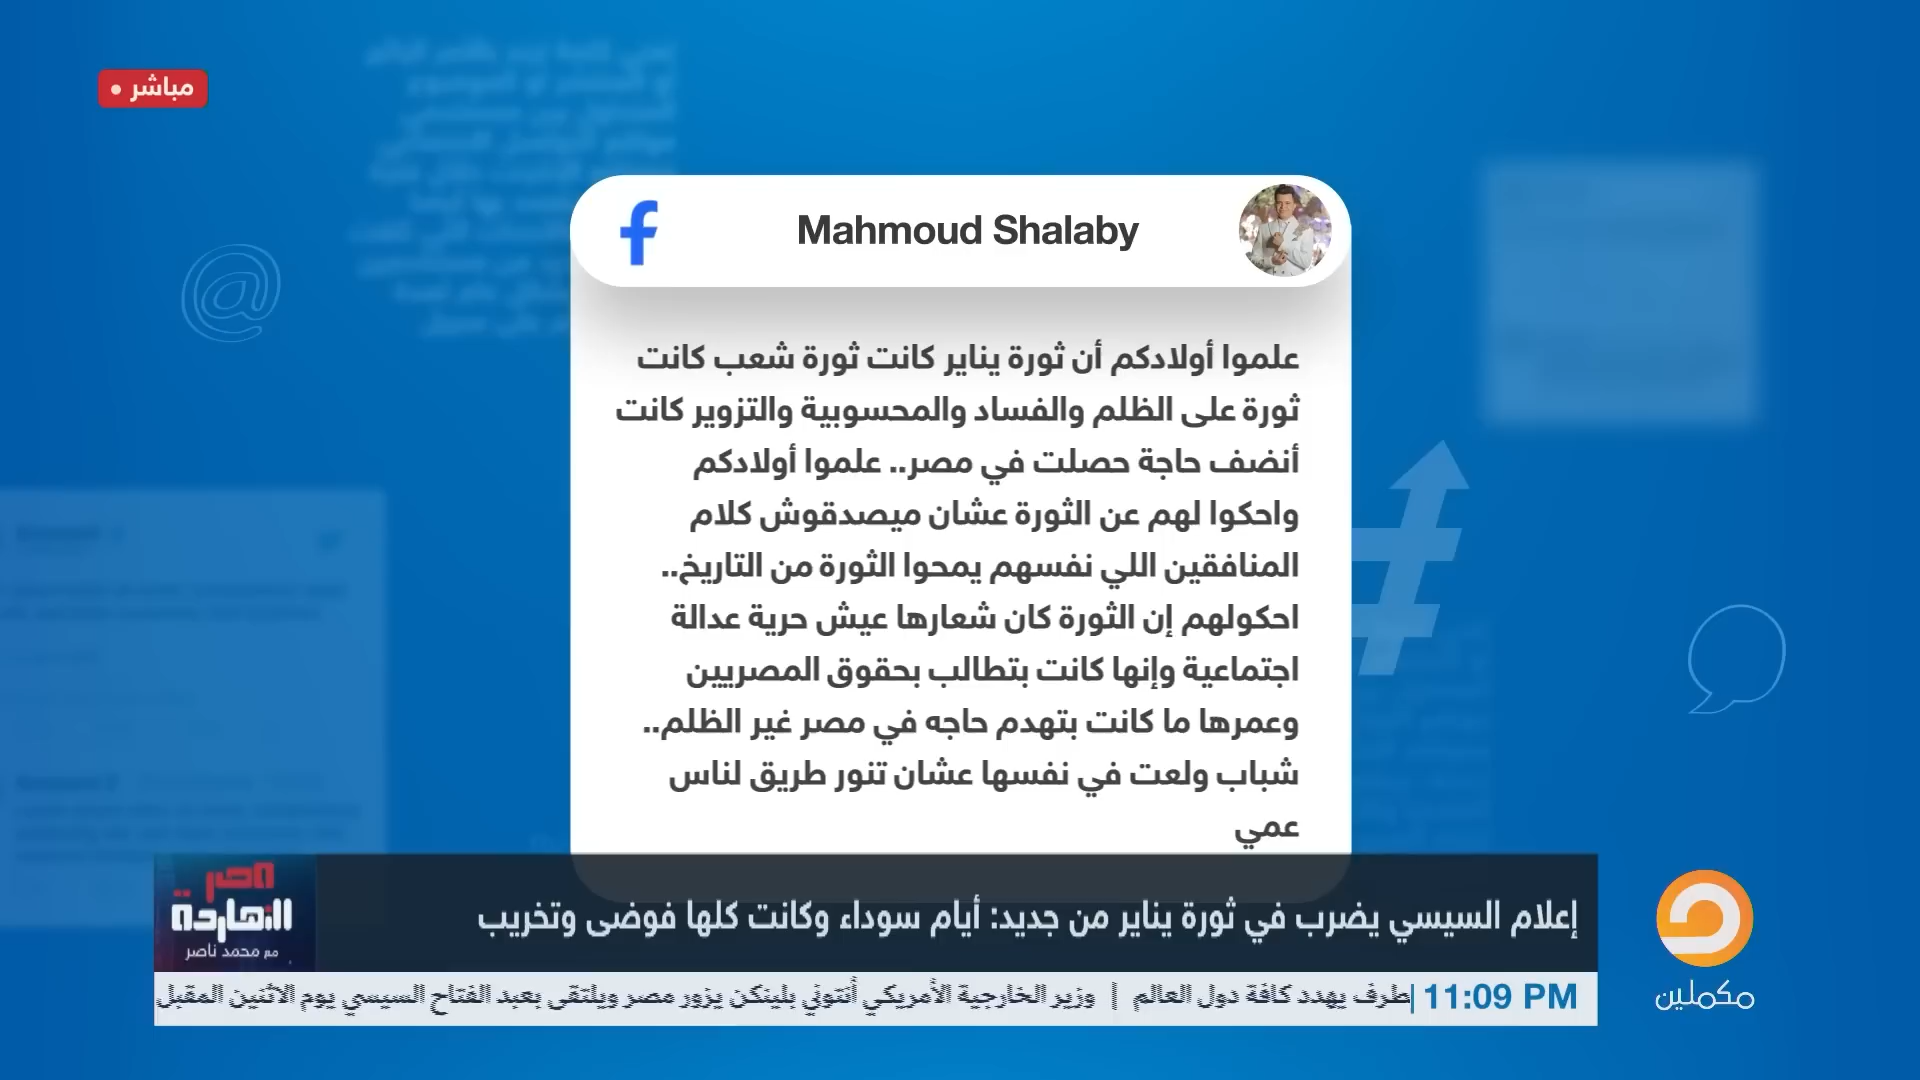 مباشر
Mahmoud Shalaby
علموا أولادكم أن ثورة يناير كانت ثورة شعب كانت
ثورة على الظلم والفساد والمحسوبية والتزوير كانت
أنضف حاجة حصلت في مصر.. علموا أولادكم
واحكوا لهم عن الثورة عشان ميصدقوش كلام
المنافقين اللي نفسهم يمحوا الثورة من التاريخ..
احكولهم إن الثورة كان شعارها عيش حرية عدالة
اجتماعية وإنها كانت بتطالب بحقوق المصريين
وعمرها ما كانت بتهدم حاجه في مصر غير الظلم..
شباب ولعت في نفسها عشان تنور طريق لناس
عمي
إعلام السيسي يضرب في ثورة يناير من جديد: أيام سوداء وكانت كلها فوضى وتخريب
مصر
النهاردة
مع محمد ناصر
11:09 PM
طرف يهدد كافة دول العالم | وزير الخارجية الأمريكي أنتوني بلينكن يزور مصر ويلتقي بعبد الفتاح السيسي يوم الاثنين المقبل
مكملين